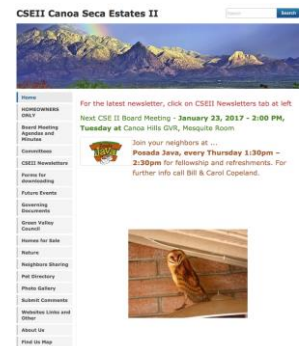 CSEII Canoa Seca Estates II
Search
Home
HOMEOWNERS
ONLY
Board Meeting
Agendas and
Minutes
Committees
CSEII Newsletters
Forms for
downloading
Future Events
Governing
Documents
Green Valley
Council
Homes for Sale
Nature
Neighbors Sharing
Pet Directory
Photo Gallery
Submit Comments
Websites Links and
Other
About Us
Find Us Map
For the latest newsletter, click on CSEII Newsletters tab at left
Next CSE II Board Meeting - January 23, 2017 - 2:00 PM,
Tuesday at Canoa Hills GVR, Mesquite Room
Java
Join your neighbors at ...
Posada Java, every Thursday 1:30pm –
2:30pm for fellowship and refreshments. For
further info call Bill & Carol Copeland.